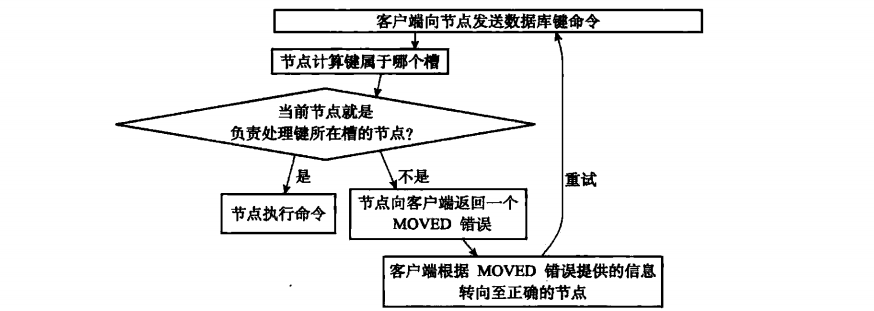 客户端向节点发送数据库键命令
节点计算键属于哪个槽
当前节点就是
负责处理键所在槽的节点？
是
不是
重试
节点执行命令
节点向客户端返回一个
MOVED 错误
客户端根据 MOVED 错误提供的信息
转向至正确的节点